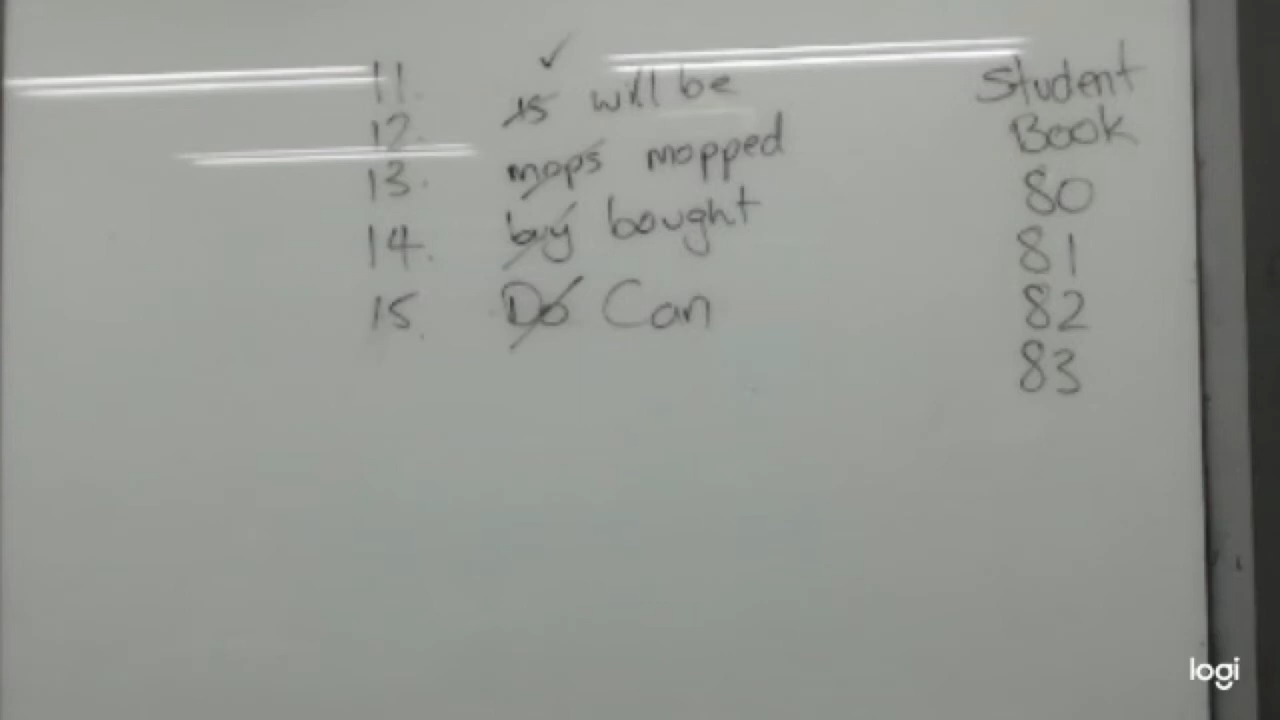 11. ✓
12. is will be
13. mops mopped
14. buy bought
15. Do Can
Student
Book
80
81
82
83
logi